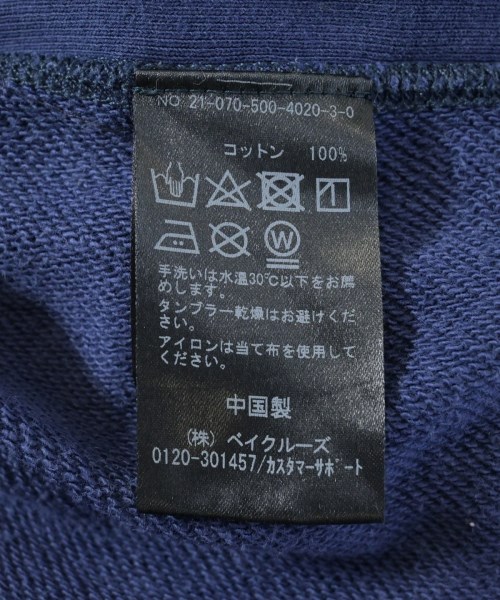 NO 21-070-500-4020-3-0
コットン 100%
W
手洗いは水温30℃以下をお薦
めします。
タンブラー乾燥はお避けくだ
さい。
アイロンは当て布を使用して
ください。
中国製
(株) ベイクルーズ
0120-301457/カスタマーサポート